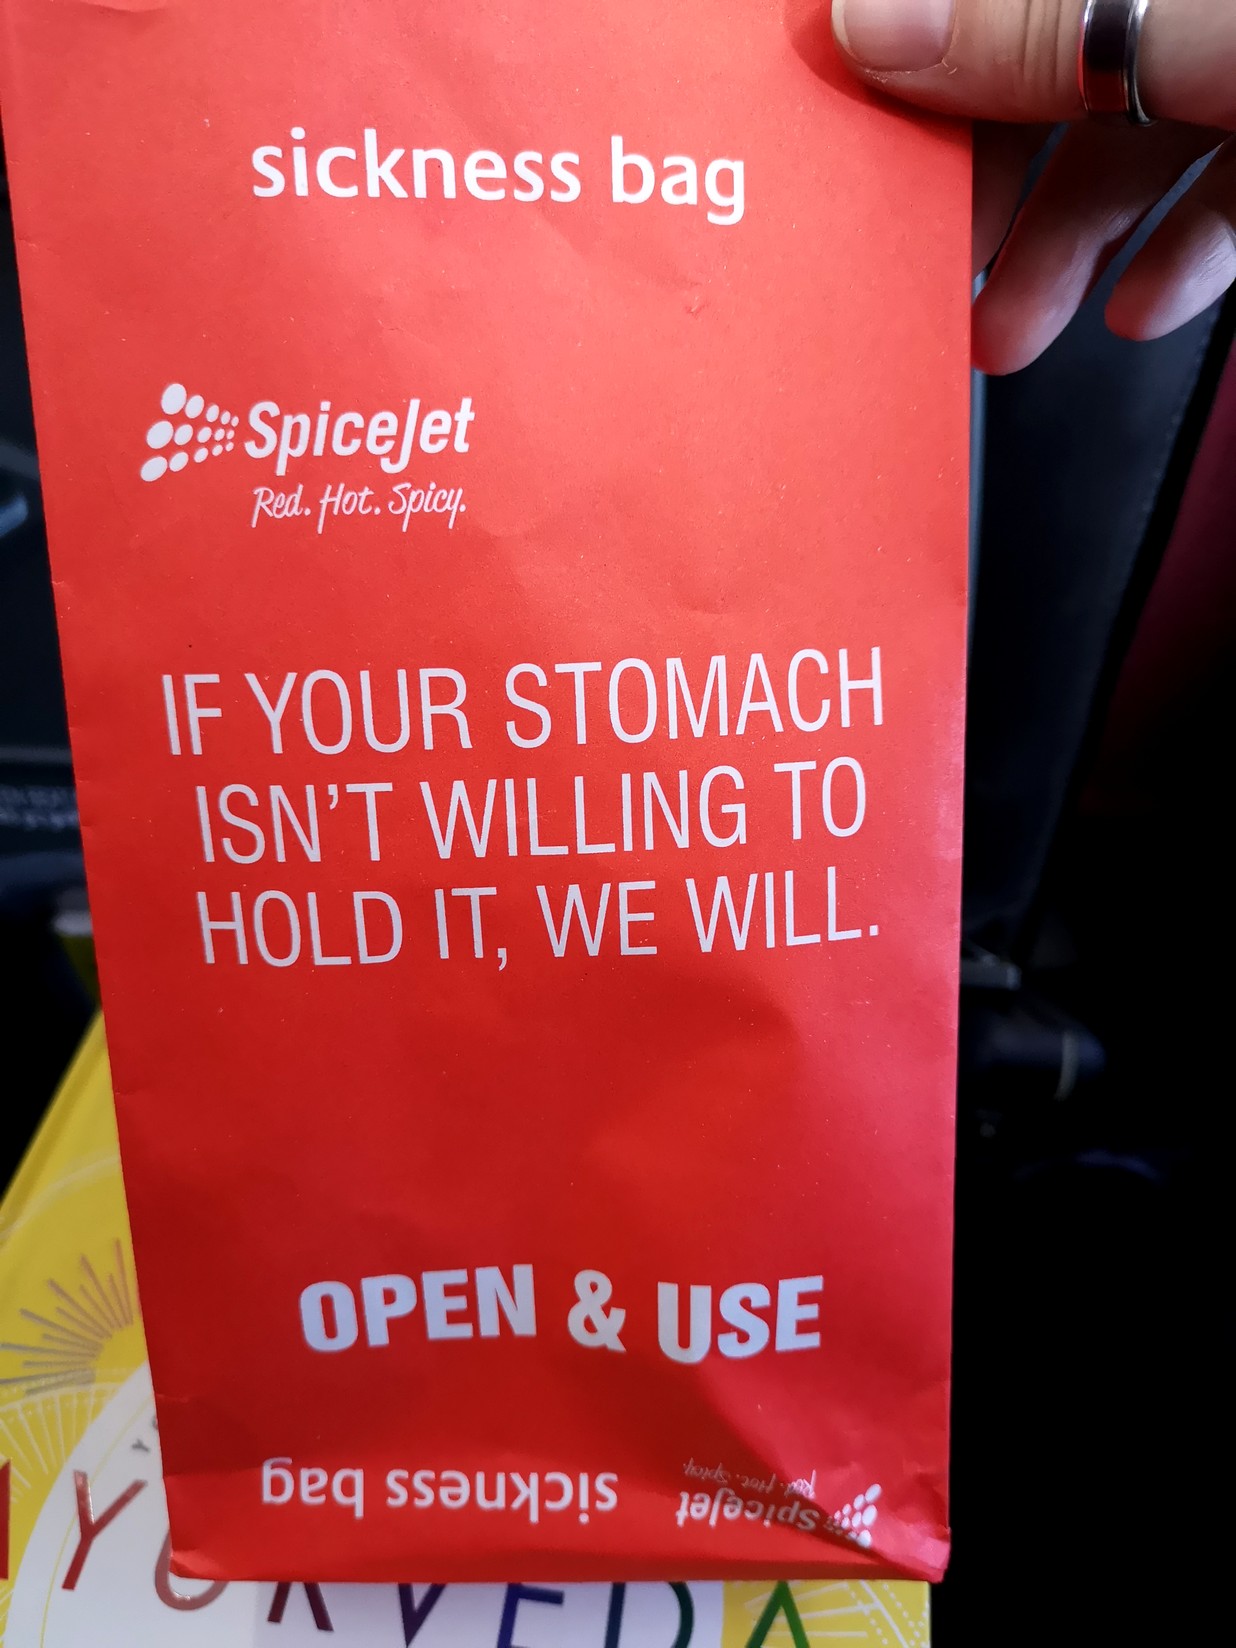 sickness bag
SpiceJet
Red. Hot. Spicy.
IF YOUR STOMACH
ISN'T WILLING TO
HOLD IT, WE WILL.
OPEN & USE
sickness bag
SpiceJet
Red. Hot. Spicy.
YURVEDA